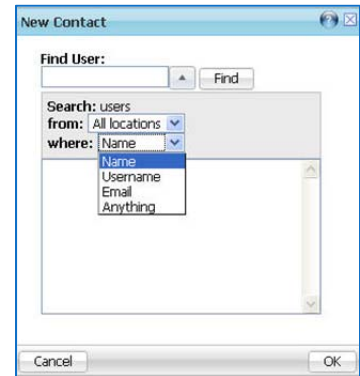 New Contact
Find User:
Find
Search: users
from: All locations
where: Name
Name
Username
Email
Anything
Cancel
OK